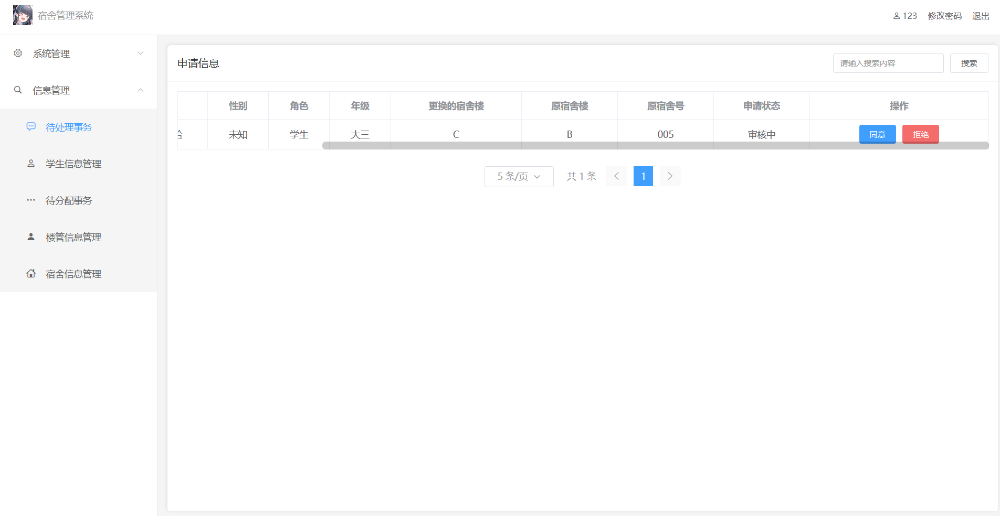 宿舍管理系统
123 修改密码 退出
系统管理
信息管理
待处理事务
学生信息管理
待分配事务
楼管信息管理
宿舍信息管理
申请信息
请输入搜索内容 搜索
性别 角色 年级 更换的宿舍楼 原宿舍楼 原宿舍号 申请状态 操作
未知 学生 大三 C B 005 审核中 同意 拒绝
5 条/页 共 1 条 1